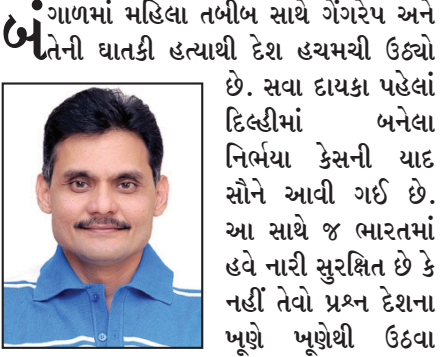 બંગાળમાં મહિલા તબીબ સાથે ગેંગરેપ અને
તેની ઘાતકી હત્યાથી દેશ હચમચી ઉઠ્યો
છે. સવા દાયકા પહેલાં
દિલ્હીમાં બનેલા
નિર્ભયા કેસની યાદ
સૌને આવી ગઈ છે.
આ સાથે જ ભારતમાં
હવે નારી સુરક્ષિત છે કે
નહીં તેવો પ્રશ્ન દેશના
ખૂણે ખૂણેથી ઉઠવા